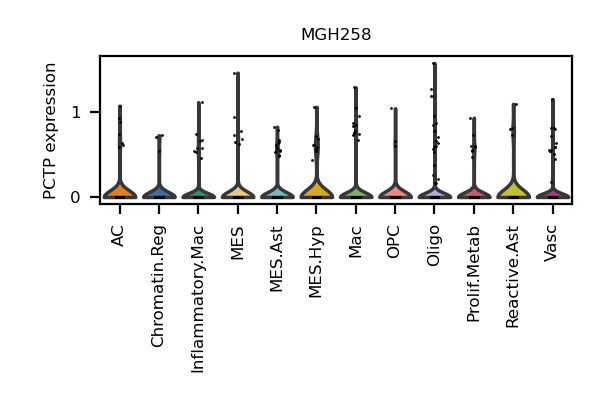 MGH258
PCTP expression
1
0
AC
Chromatin.Reg
Inflammatory.Mac
MES
MES.Ast
MES.Hyp
Mac
OPC
Oligo
Prolif.Metab
Reactive.Ast
Vasc